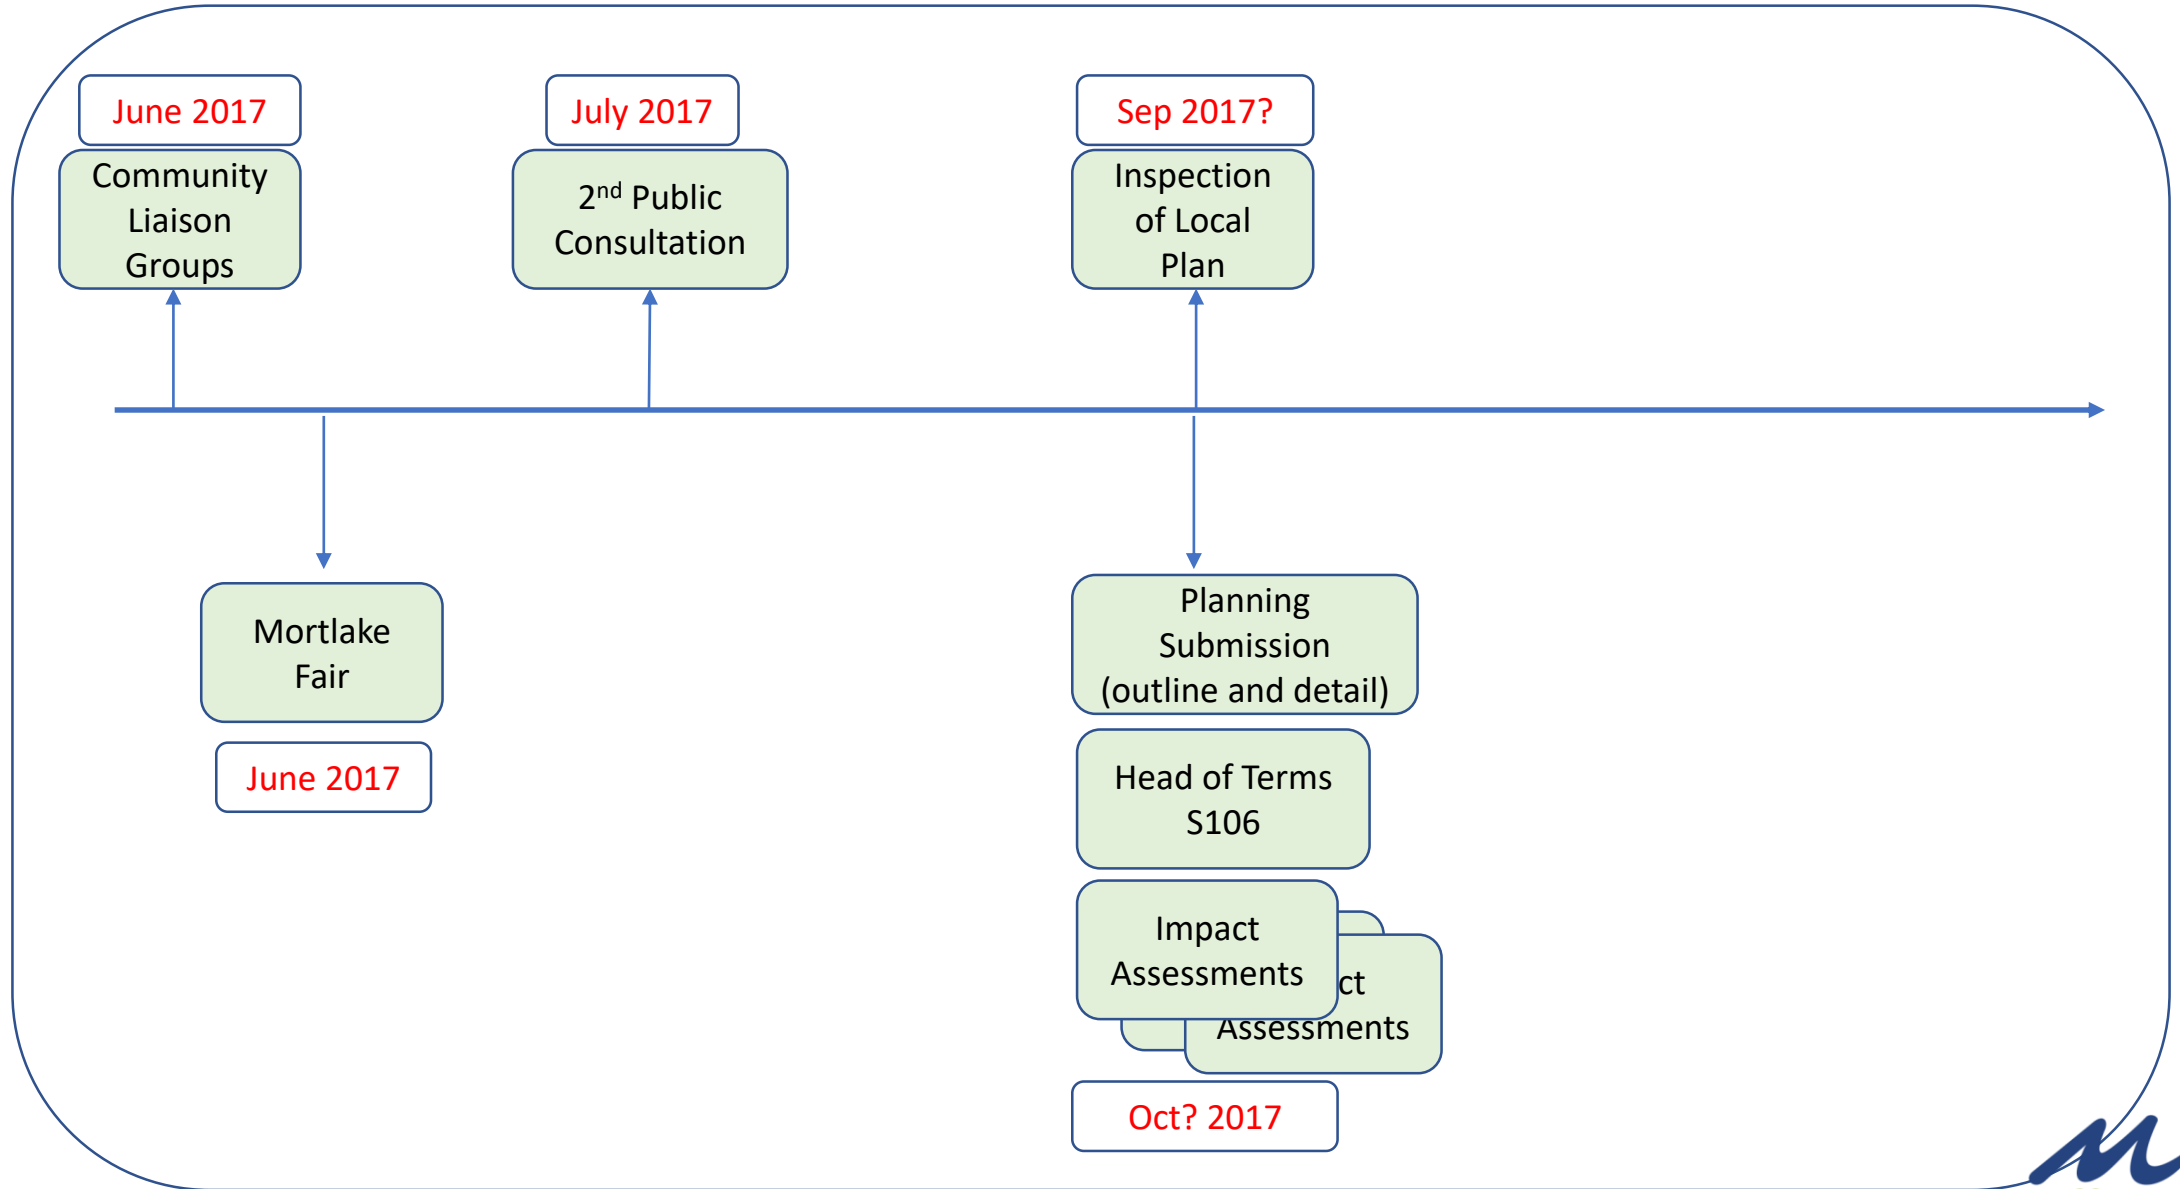 June 2017
Community
Liaison
Groups
July 2017
2nd Public
Consultation
Sep 2017?
Inspection
of Local
Plan
Mortlake
Fair
June 2017
Planning
Submission
(outline and detail)
Head of Terms
S106
Impact
Assessments
ct
Assessments
Oct? 2017